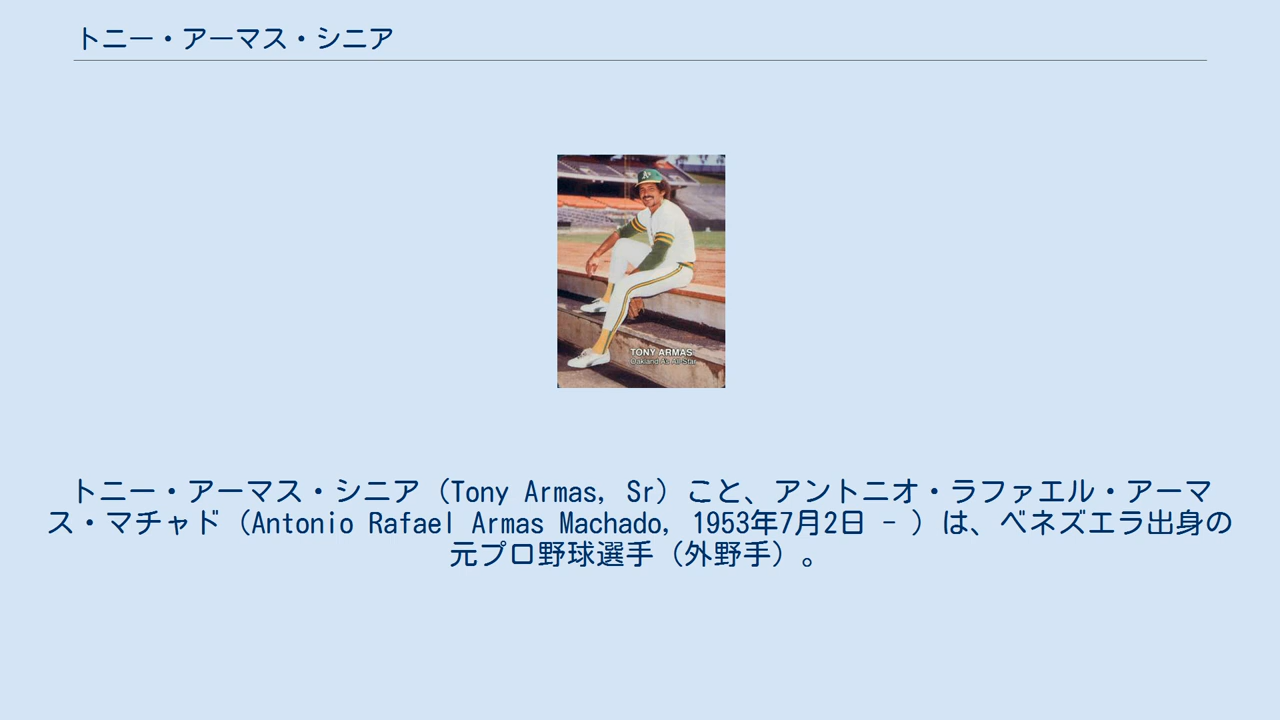 トニー・アーマス・シニア
A's
TONY ARMAS
Oakland A's All-Star
トニー・アーマス・シニア（Tony Armas, Sr）こと、アントニオ・ラファエル・アーマ
ス・マチャド（Antonio Rafael Armas Machado, 1953年7月2日 - ）は、ベネズエラ出身の
元プロ野球選手（外野手）。